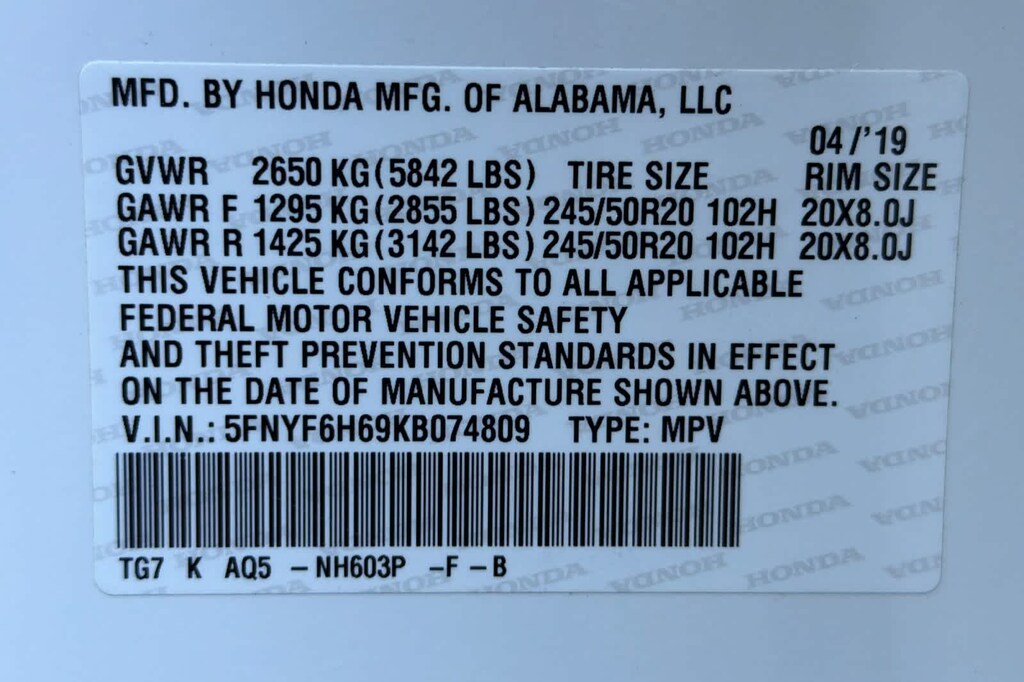 MFD. BY HONDA MFG. OF ALABAMA, LLC
04/'19
GVWR 2650 KG (5842 LBS) TIRE SIZE RIM SIZE
GAWR F 1295 KG (2855 LBS) 245/50R20 102H 20X8.0J
GAWR R 1425 KG (3142 LBS) 245/50R20 102H 20X8.0J
THIS VEHICLE CONFORMS TO ALL APPLICABLE
FEDERAL MOTOR VEHICLE SAFETY
AND THEFT PREVENTION STANDARDS IN EFFECT
ON THE DATE OF MANUFACTURE SHOWN ABOVE.
V.I.N.: 5FNYF6H69KB074809 TYPE: MPV
TG7 K AQ5 – NH603P –F – B